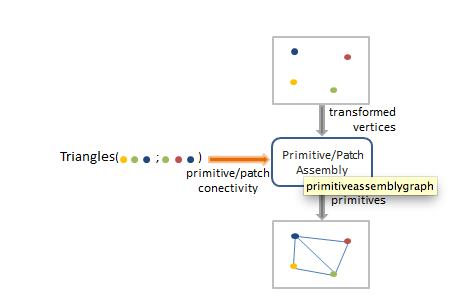 transformed
vertices
Triangles( ; )
primitive/patch
conectivity
Primitive/Patch
Assembly
primitiveassemblygraph
primitives